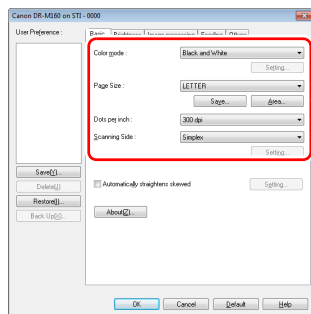 Canon DR-M160 on STI - 0000
User Preference :
Basic Brightness Image processing Feeding Others
Color mode : Black and White
Setting...
Page Size : LETTER
Save... Area...
Dots per inch : 300 dpi
Scanning Side : Simplex
Setting...
Save(Y)...
Delete(J)
Automatically straightens skewed Setting...
Restore(I)...
Back Up(X)...
About(Z)...
OK Cancel Default Help